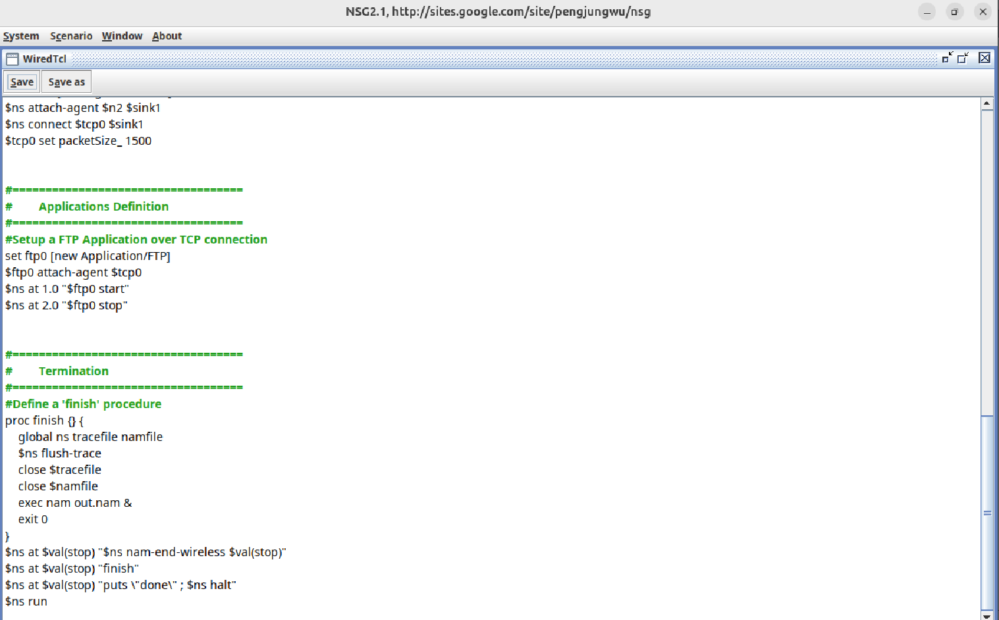 NSG2.1, http://sites.google.com/site/pengjungwu/nsg
System Scenario Window About
WiredTcl
Save Save as
$ns attach-agent $n2 $sink1
$ns connect $tcp0 $sink1
$tcp0 set packetSize_ 1500
#===================================
# Applications Definition
#===================================
#Setup a FTP Application over TCP connection
set ftp0 [new Application/FTP]
$ftp0 attach-agent $tcp0
$ns at 1.0 "$ftp0 start"
$ns at 2.0 "$ftp0 stop"
#===================================
# Termination
#===================================
#Define a 'finish' procedure
proc finish {} {
global ns tracefile namfile
$ns flush-trace
close $tracefile
close $namfile
exec nam out.nam &
exit 0
}
$ns at $val(stop) "$ns nam-end-wireless $val(stop)"
$ns at $val(stop) "finish"
$ns at $val(stop) "puts \"done\" ; $ns halt"
$ns run